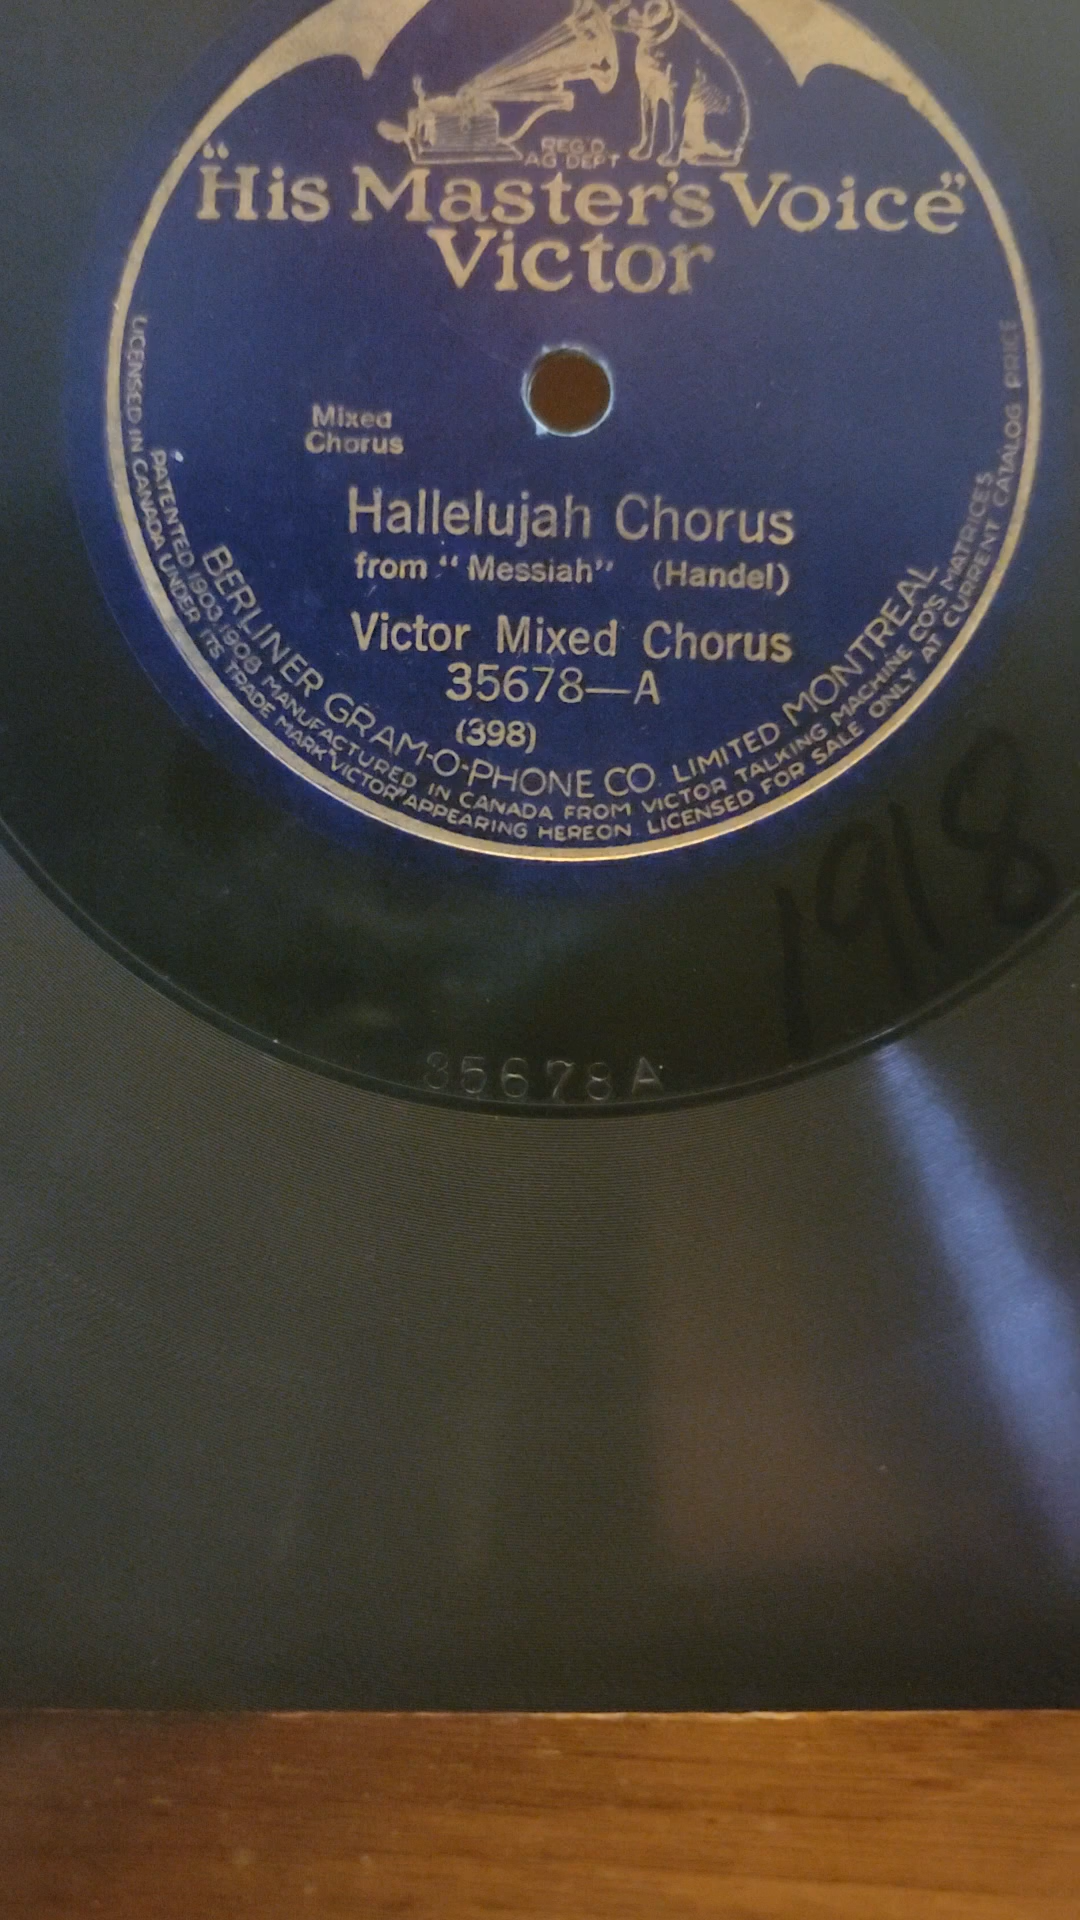 REG'D
AG. DEPT
"His Master's Voice"
Victor
Mixed
Chorus
Hallelujah Chorus
from "Messiah" (Handel)
Victor Mixed Chorus
35678—A
(398)
BERLINER GRAM-O-PHONE CO. LIMITED MONTREAL
PATENTED 1903, 1908 MANUFACTURED IN CANADA FROM VICTOR TALKING MACHINE CO'S MATRICES
LICENSED IN CANADA UNDER ITS TRADE MARK "VICTOR" APPEARING HEREON. LICENSED FOR SALE ONLY AT CURRENT CATALOG PRICE
1918
35678A